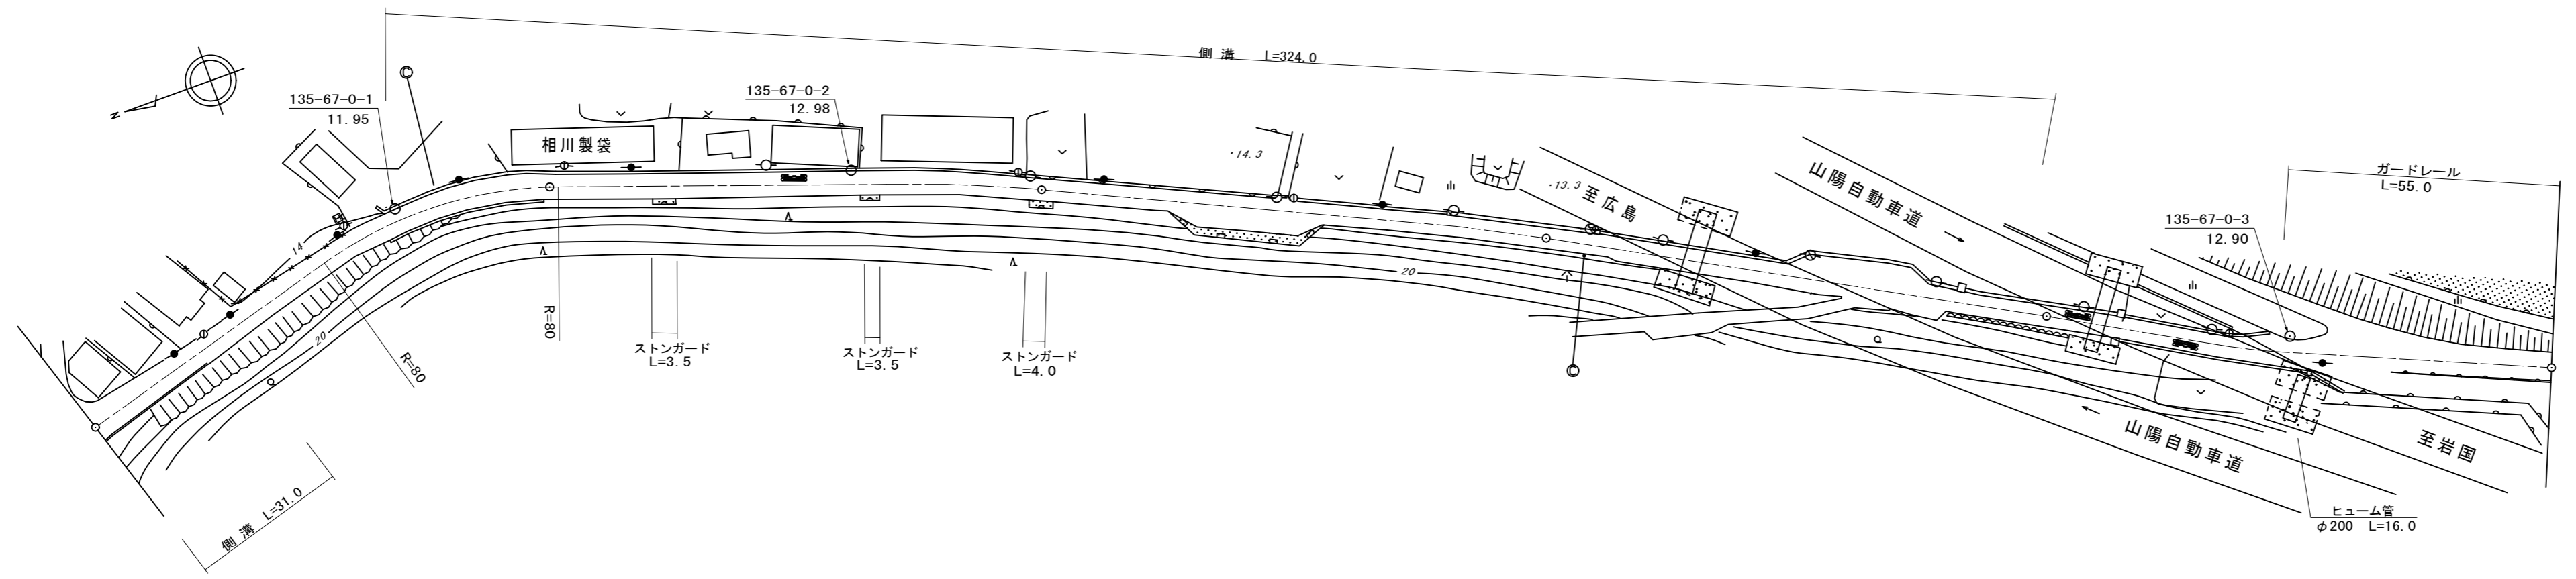 側溝 L=324.0
N
135-67-0-1
11.95
135-67-0-2
12.98
相川製袋
・14.3
・13.3
至広島
山陽自動車道
ガードレール
L=55.0
135-67-0-3
12.90
14
20
R=80
R=80
20
ストンガード
L=3.5
ストンガード
L=3.5
ストンガード
L=4.0
山陽自動車道
至岩国
側溝 L=31.0
ヒューム管
φ200 L=16.0